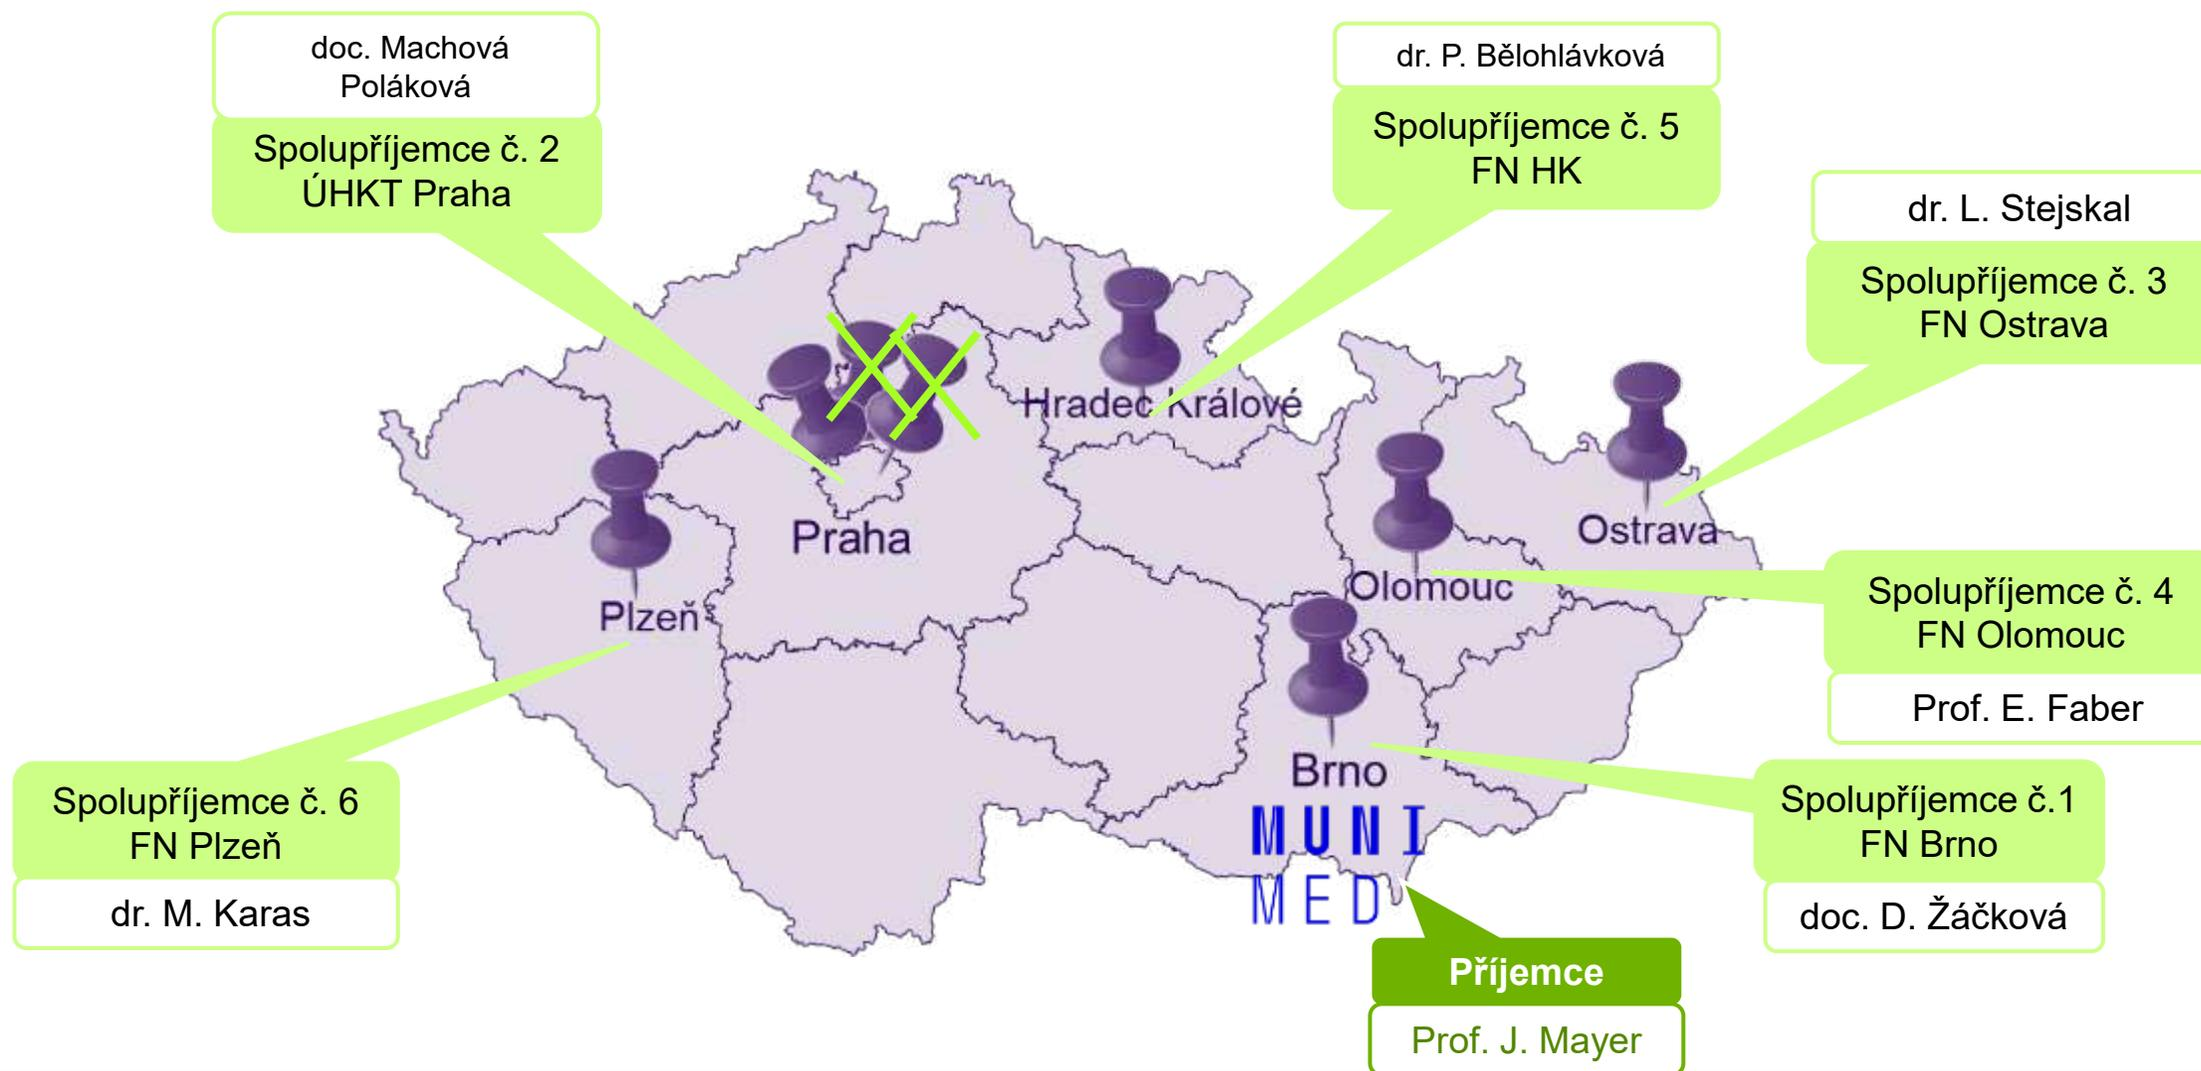 doc. Machová
Poláková
Spolupříjemce č. 2
ÚHKT Praha
dr. P. Bělohlávková
Spolupříjemce č. 5
FN HK
dr. L. Stejskal
Spolupříjemce č. 3
FN Ostrava
Hradec Králové
Praha
Ostrava
Olomouc
Plzeň
Spolupříjemce č. 4
FN Olomouc
Prof. E. Faber
Brno
MUNI
MED
Spolupříjemce č. 6
FN Plzeň
dr. M. Karas
Spolupříjemce č.1
FN Brno
doc. D. Žáčková
Příjemce
Prof. J. Mayer